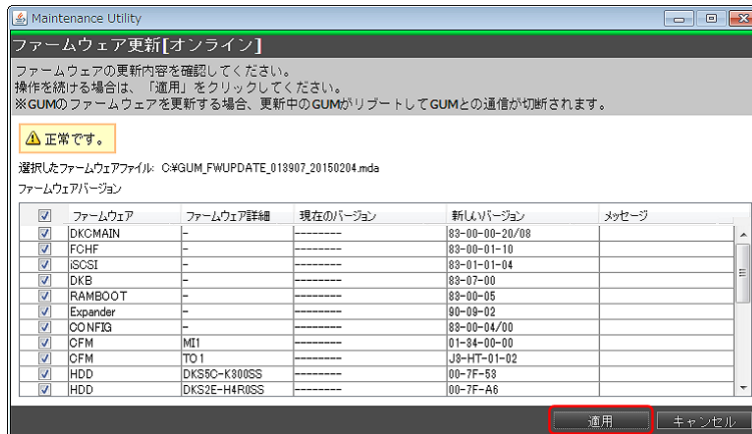 Maintenance Utility
ファームウェア更新[オンライン]
ファームウェアの更新内容を確認してください。
操作を続ける場合は、「適用」をクリックしてください。
※GUMのファームウェアを更新する場合、更新中のGUMがリブートしてGUMとの通信が切断されます。
正常です。
選択したファームウェアファイル: C:¥GUM_FWUPDATE_013907_20150204.mda
ファームウェアバージョン
ファームウェア ファームウェア詳細 現在のバージョン 新しいバージョン メッセージ
DKCMAIN - -------- 83-00-00-20/08
FCHF - -------- 83-00-01-10
iSCSI - -------- 83-01-01-04
DKB - -------- 83-07-00
RAMBOOT - -------- 83-00-05
Expander - -------- 90-09-02
CONFIG - -------- 83-00-04/00
CFM MI1 -------- 01-34-00-00
CFM TO1 -------- J3-HT-01-02
HDD DKS5C-K300SS -------- 00-7F-53
HDD DKS2E-H4R0SS -------- 00-7F-A6
適用 キャンセル